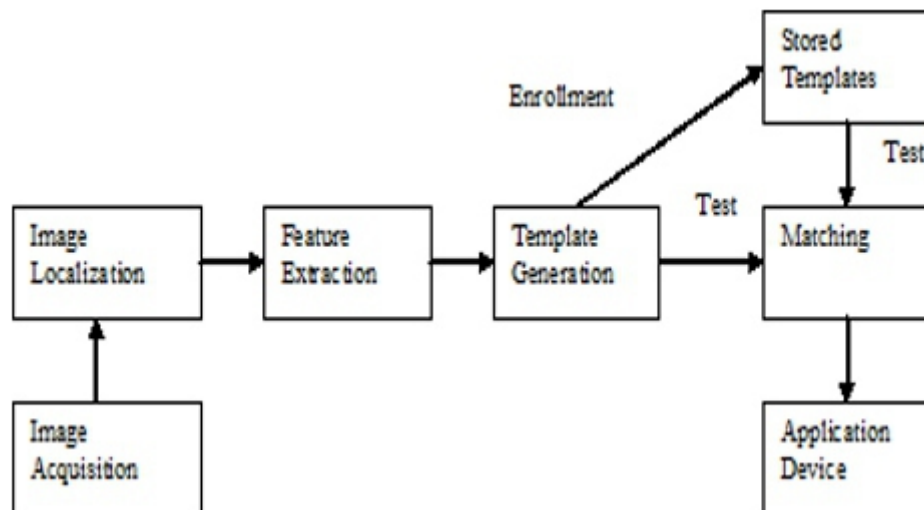 Stored
Templates
Enrollment
Test
Test
Image
Localization
Feature
Extraction
Template
Generation
Matching
Image
Acquisition
Application
Device